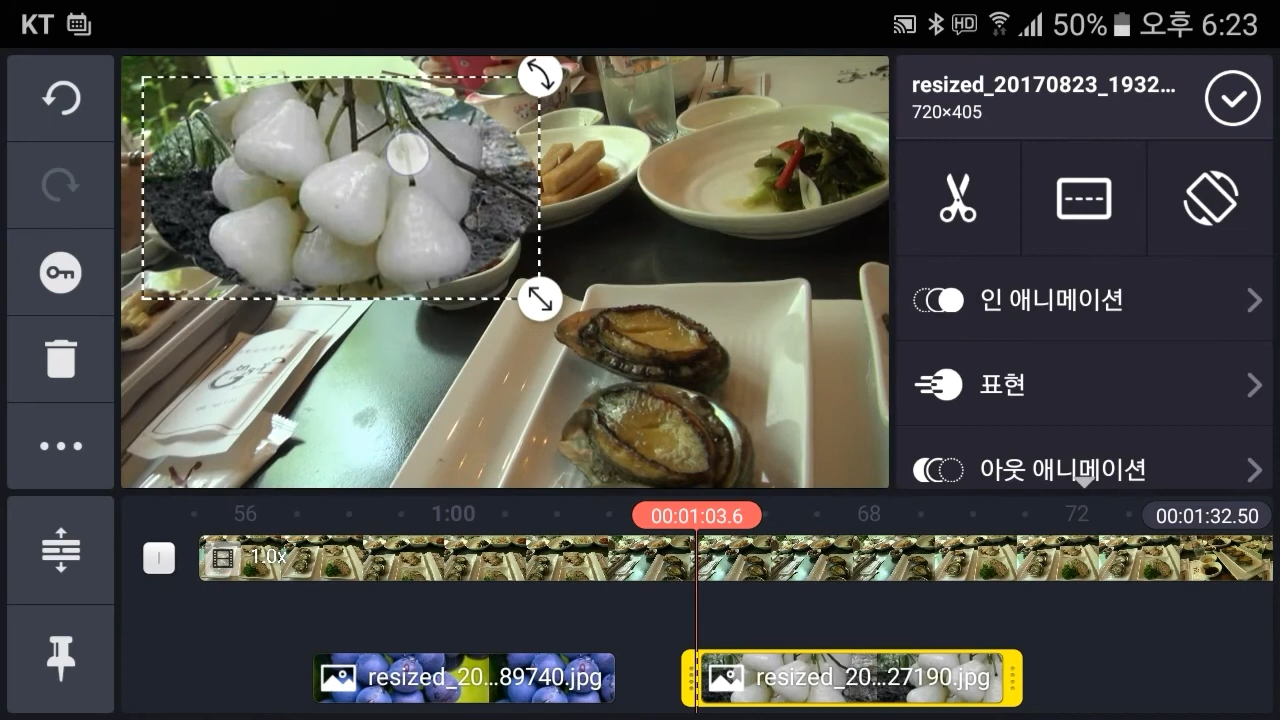 KT
HD
50%
오후 6:23
resized_20170823_1932…
720×405
인 애니메이션
표현
아웃 애니메이션
56
1:00
00:01:03.6
68
72
00:01:32.50
1.0x
resized_20…89740.jpg
resized_20…27190.jpg